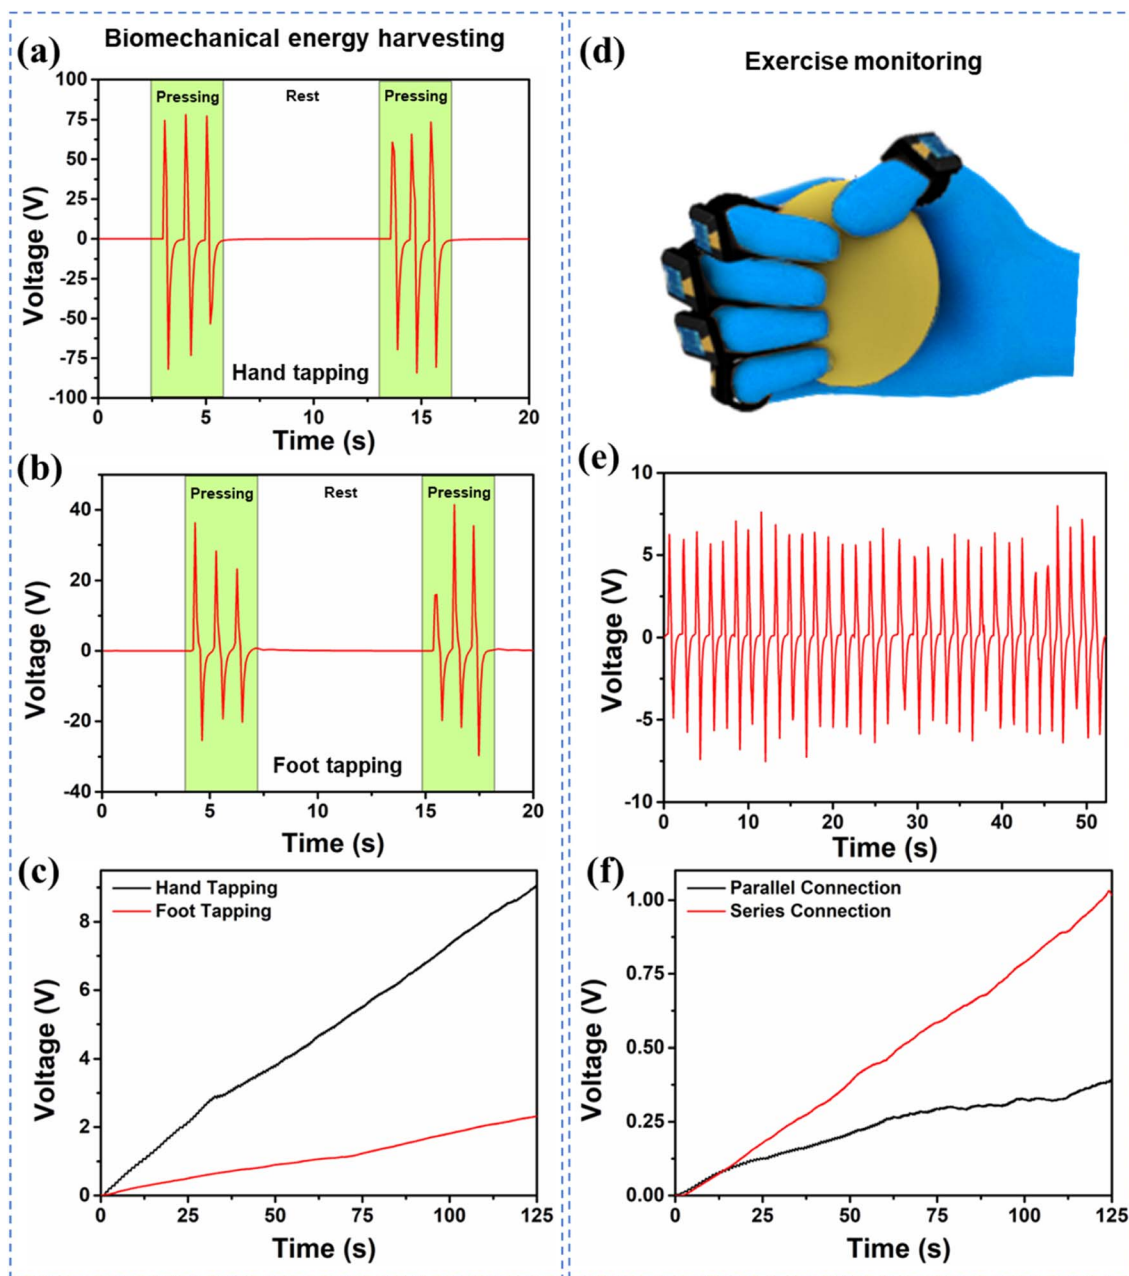 (a)
Biomechanical energy harvesting
Pressing Rest Pressing
100
75
50
25
0
-25
-50
-75
-100
Voltage (V)
Hand tapping
0 5 10 15 20
Time (s)
(b)
Pressing Rest Pressing
40
20
0
-20
-40
Voltage (V)
Foot tapping
0 5 10 15 20
Time (s)
(c)
Hand Tapping
Foot Tapping
8
6
4
2
0
Voltage (V)
0 25 50 75 100 125
Time (s)
(d)
Exercise monitoring
(e)
10
5
0
-5
-10
Voltage (V)
0 10 20 30 40 50
Time (s)
(f)
Parallel Connection
Series Connection
1.00
0.75
0.50
0.25
0.00
Voltage (V)
0 25 50 75 100 125
Time (s)